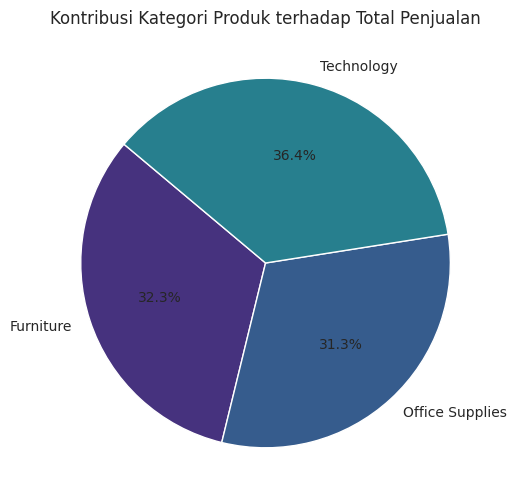 Kontribusi Kategori Produk terhadap Total Penjualan
Technology
36.4%
32.3%
Furniture
31.3%
Office Supplies